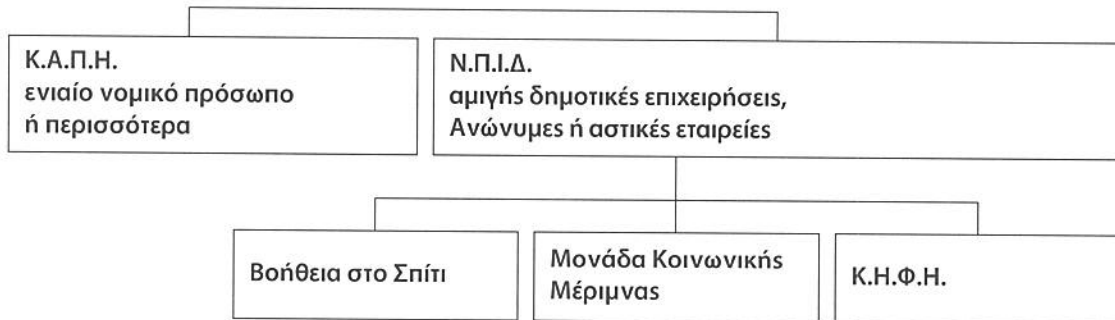 Κ.Α.Π.Η.
ενιαίο νομικό πρόσωπο
ή περισσότερα
Ν.Π.Ι.Δ.
αμιγής δημοτικές επιχειρήσεις,
Ανώνυμες ή αστικές εταιρείες
Βοήθεια στο Σπίτι
Μονάδα Κοινωνικής
Μέριμνας
Κ.Η.Φ.Η.